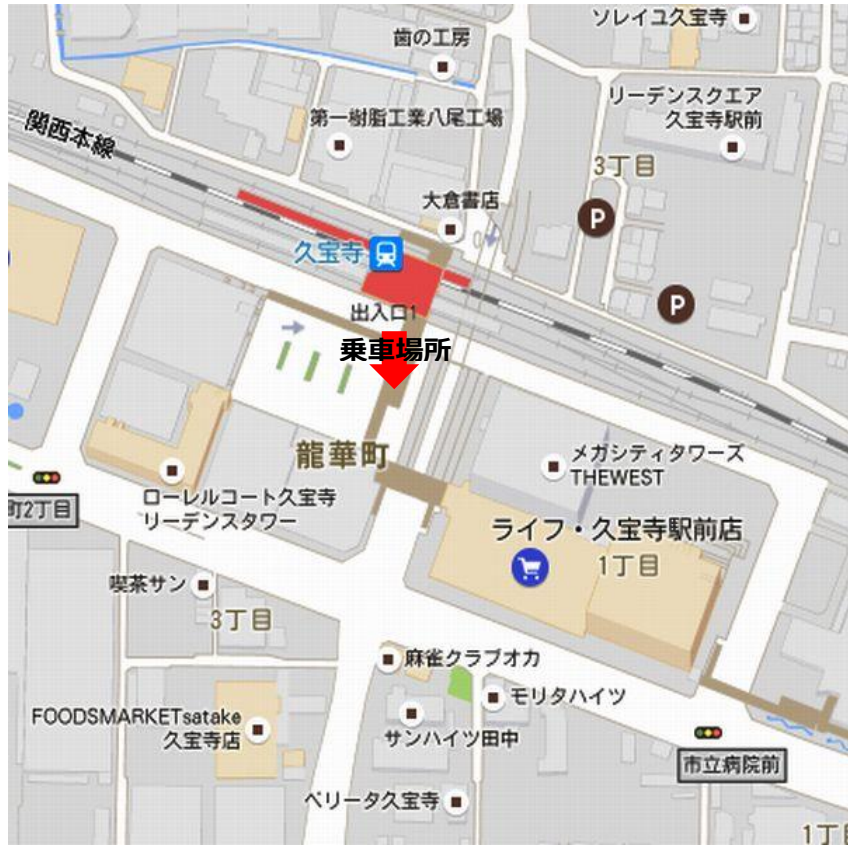 ソレイユ久宝寺
歯の工房
リーデンスクエア
久宝寺駅前
第一樹脂工業八尾工場
関西本線
3丁目
P
大倉書店
久宝寺
P
出入口1
乗車場所
龍華町
メガシティタワーズ
THEWEST
ローレルコート久宝寺
リーデンスタワー
町2丁目
ライフ・久宝寺駅前店
1丁目
喫茶サン
3丁目
麻雀クラブオカ
モリタハイツ
FOODSMARKETsatake
久宝寺店
サンハイツ田中
市立病院前
ベリータ久宝寺
1丁目